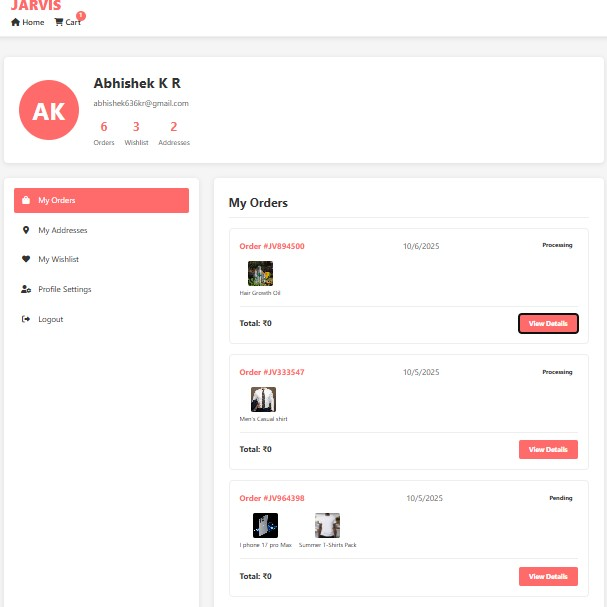 JARVIS
Home Cart 1
AK
Abhishek K R
abhishek636kr@gmail.com
6 3 2
Orders Wishlist Addresses
My Orders
My Addresses
My Wishlist
Profile Settings
Logout
My Orders
Order #JV894500 10/6/2025 Processing
Hair Growth Oil
Total: ₹0 View Details
Order #JV333547 10/5/2025 Processing
Men's Casual shirt
Total: ₹0 View Details
Order #JV964398 10/5/2025 Pending
I phone 17 pro Max Summer T-Shirts Pack
Total: ₹0 View Details